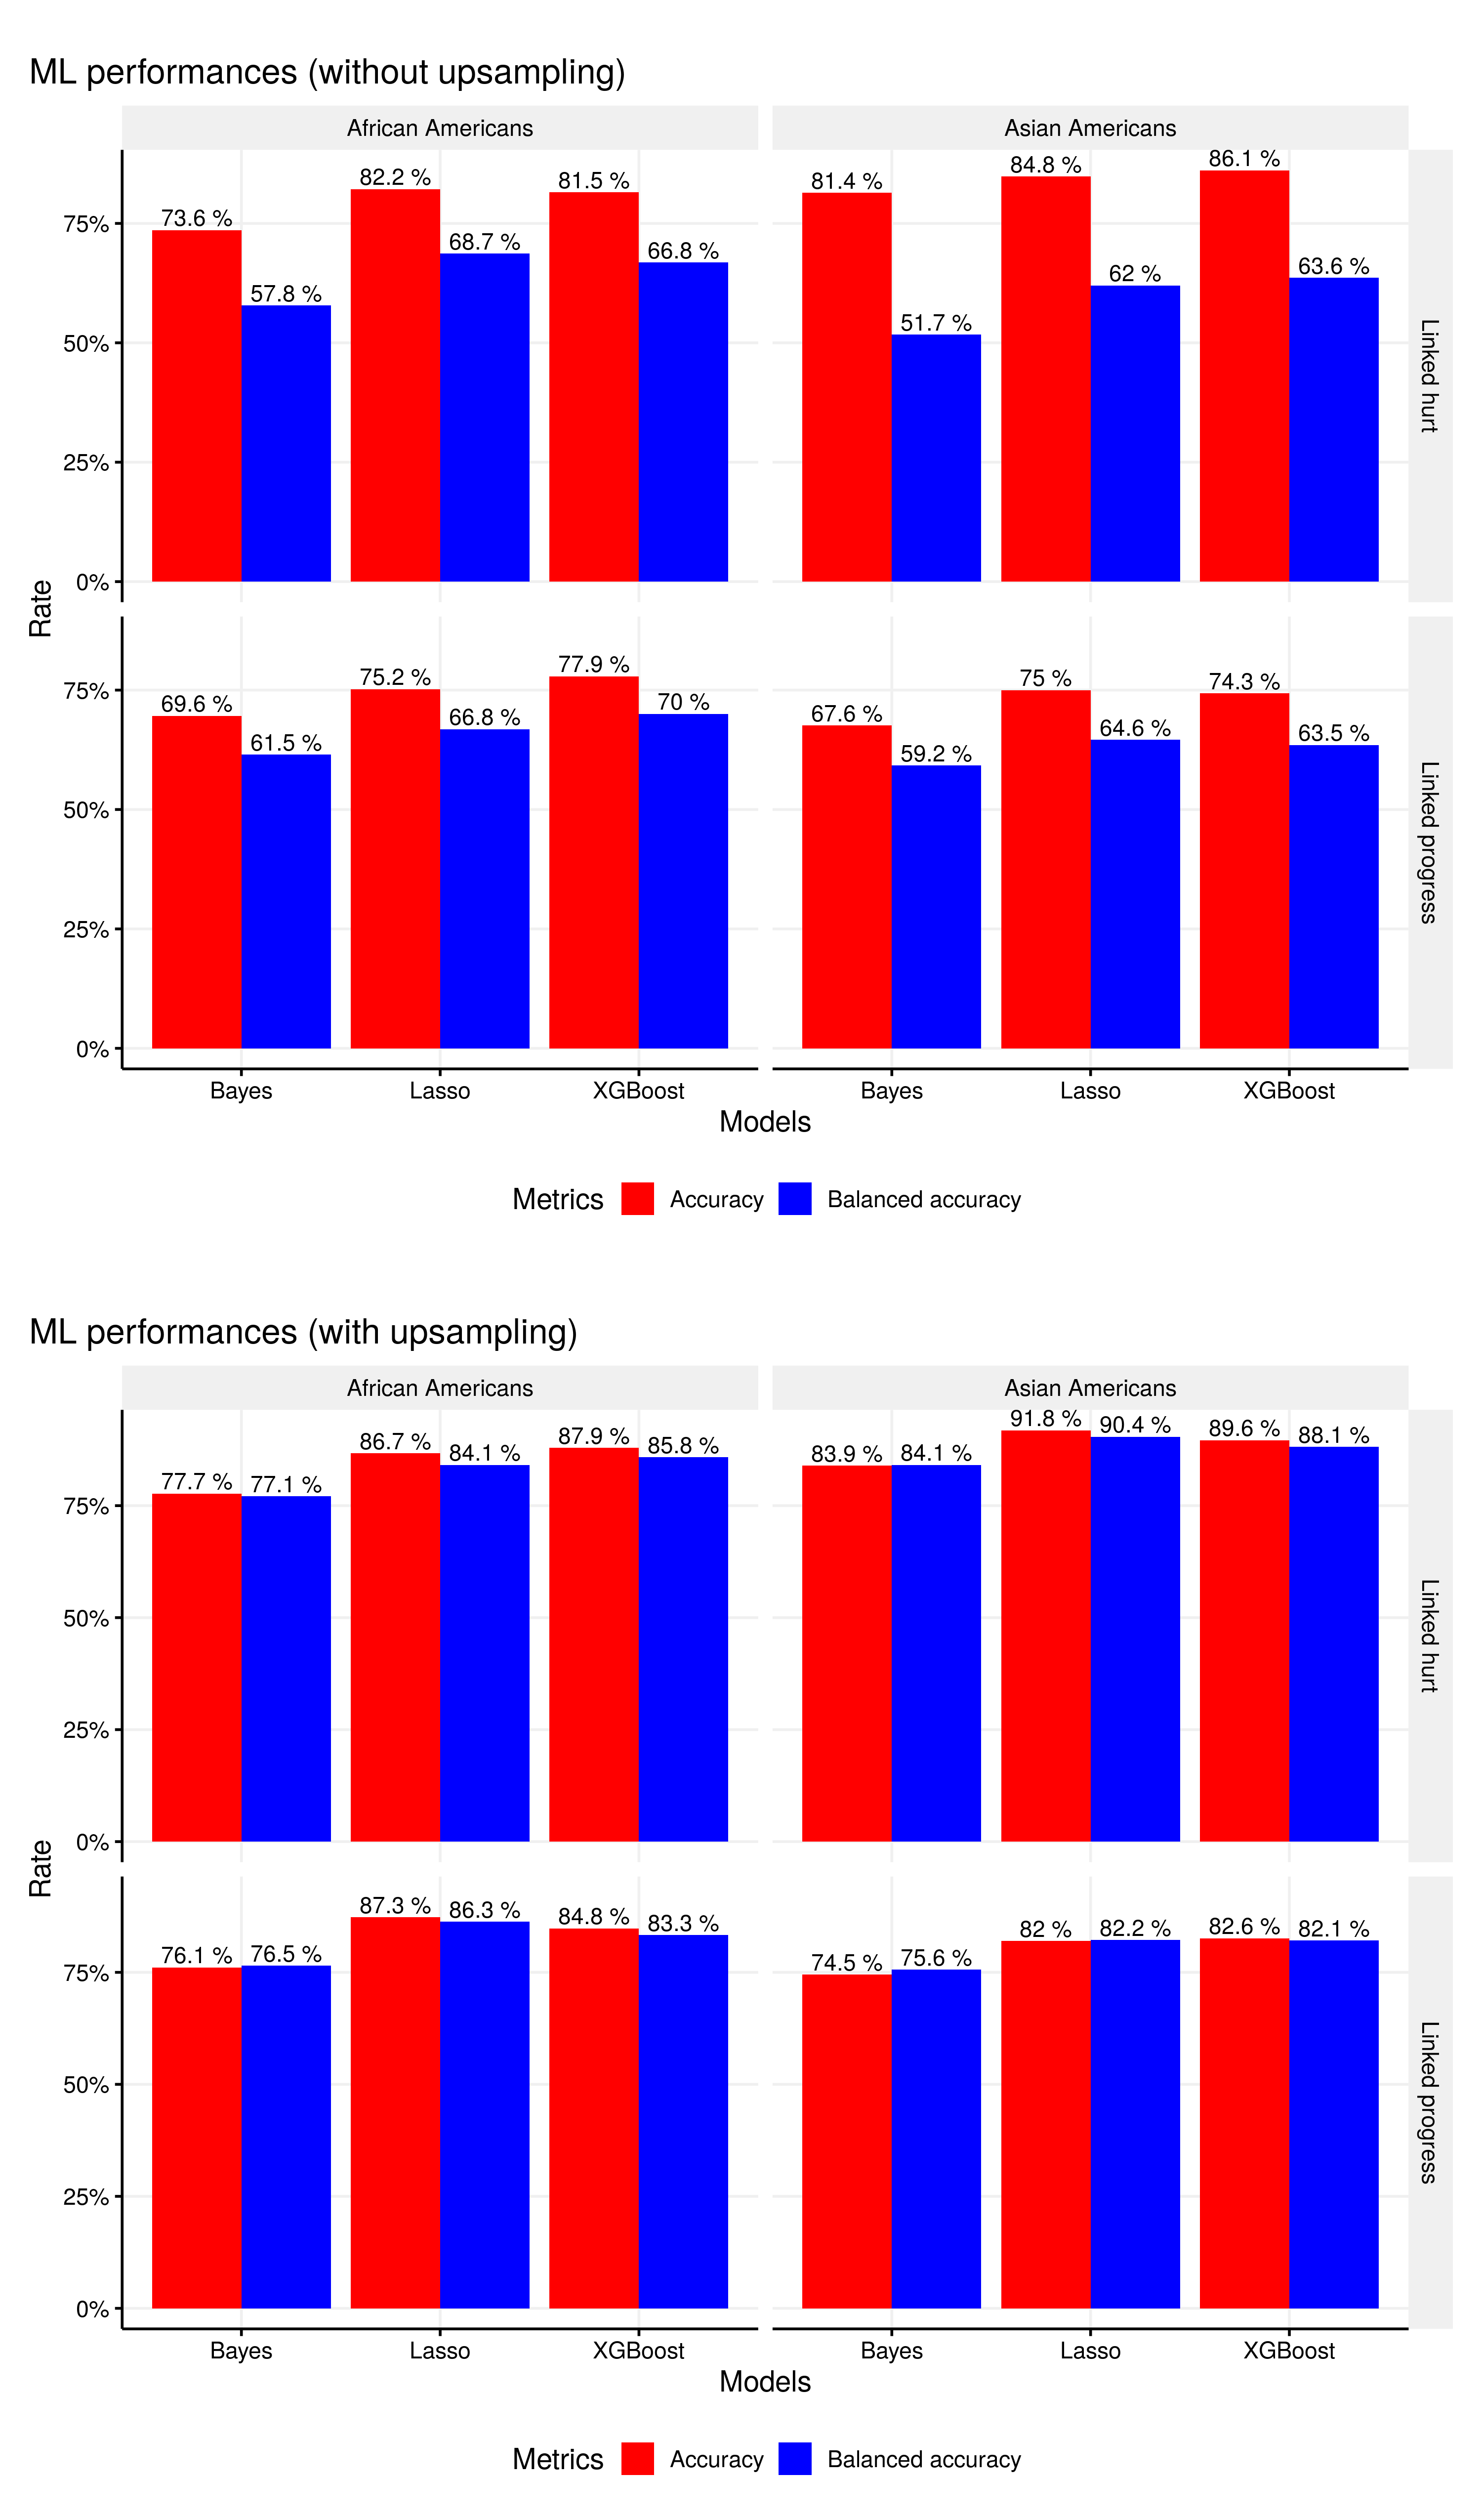 ML performances (without upsampling)
African Americans
Asian Americans
73.6 %
57.8 %
82.2 %
68.7 %
81.5 %
66.8 %
81.4 %
51.7 %
84.8 %
62 %
86.1 %
63.6 %
75%
50%
25%
0%
Linked hurt
Rate
69.6 %
61.5 %
75.2 %
66.8 %
77.9 %
70 %
67.6 %
59.2 %
75 %
64.6 %
74.3 %
63.5 %
75%
50%
25%
0%
Linked progress
Bayes
Lasso
XGBoost
Bayes
Lasso
XGBoost
Models
Metrics Accuracy Balanced accuracy
ML performances (with upsampling)
African Americans
Asian Americans
77.7 %
77.1 %
86.7 %
84.1 %
87.9 %
85.8 %
83.9 %
84.1 %
91.8 %
90.4 %
89.6 %
88.1 %
75%
50%
25%
0%
Linked hurt
Rate
76.1 %
76.5 %
87.3 %
86.3 %
84.8 %
83.3 %
74.5 %
75.6 %
82 %
82.2 %
82.6 %
82.1 %
75%
50%
25%
0%
Linked progress
Bayes
Lasso
XGBoost
Bayes
Lasso
XGBoost
Models
Metrics Accuracy Balanced accuracy